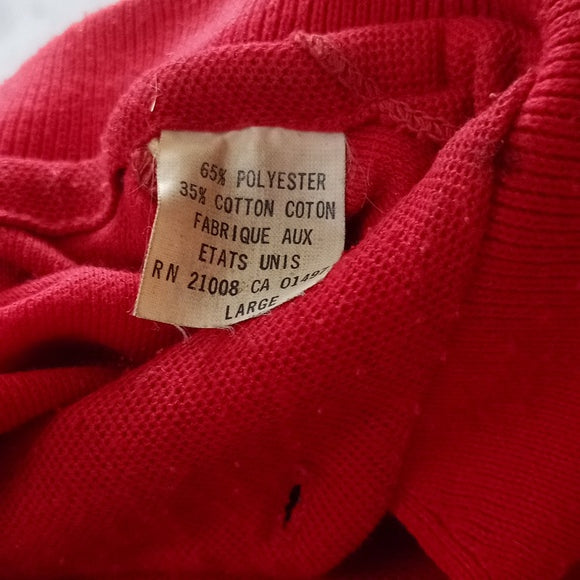 65% POLYESTER
35% COTTON COTON
FABRIQUE AUX
ETATS UNIS
RN 21008 CA
LARGE